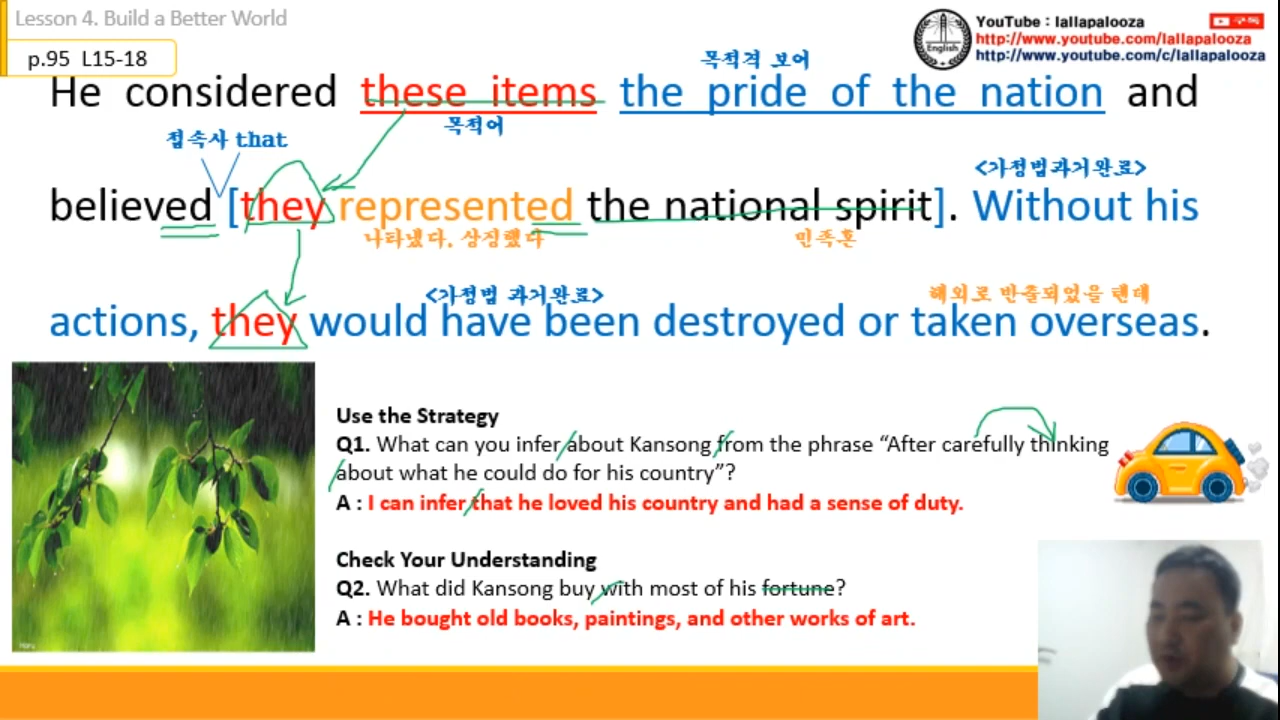 Lesson 4. Build a Better World
p.95 L15-18
English
YouTube : lallapalooza
구독
http://www.youtube.com/lallapalooza
http://www.youtube.com/c/lallapalooza
목적격 보어
He considered these items the pride of the nation and
목적어
접속사 that
<가정법과거완료>
believed [they represented the national spirit]. Without his
나타냈다, 상징했다
민족혼
<가정법 과거완료>
해외로 반출되었을 텐데
actions, they would have been destroyed or taken overseas.
Use the Strategy
Q1. What can you infer about Kansong from the phrase “After carefully thinking
about what he could do for his country”?
A : I can infer that he loved his country and had a sense of duty.
Check Your Understanding
Q2. What did Kansong buy with most of his fortune?
A : He bought old books, paintings, and other works of art.